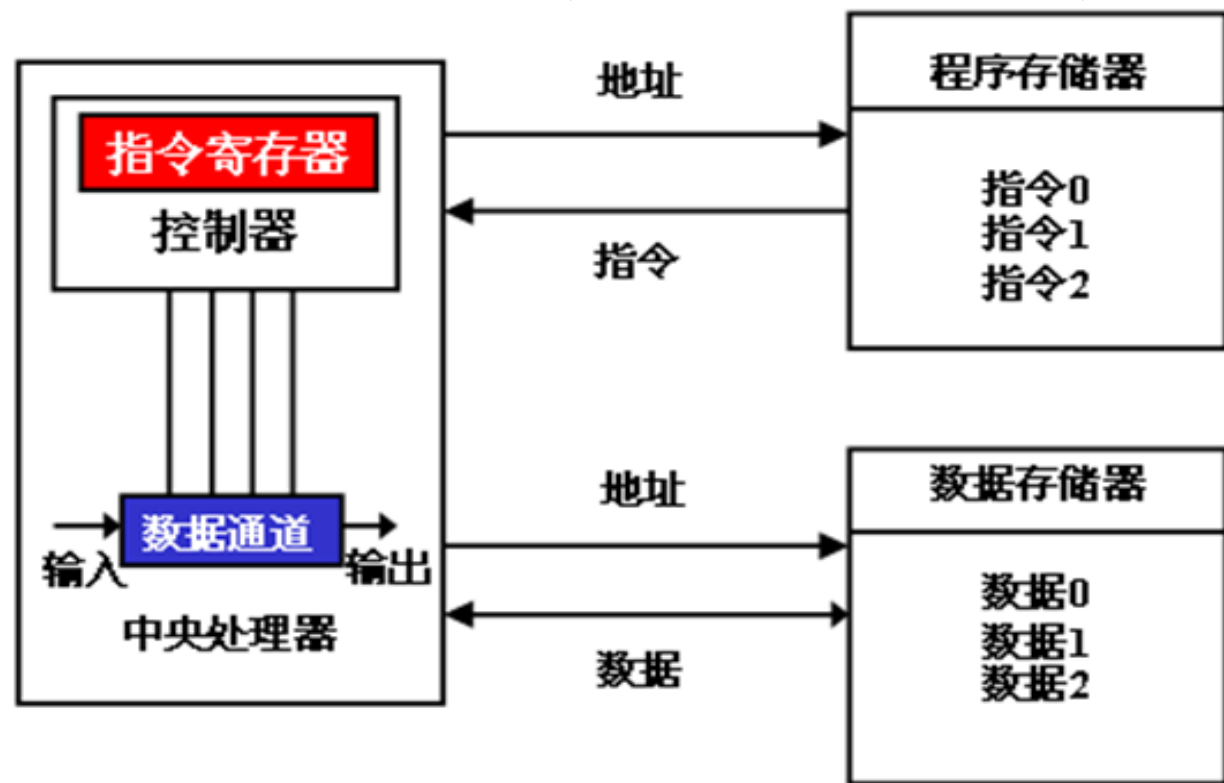 指令寄存器
控制器
数据通道
输入
输出
中央处理器
地址
指令
地址
数据
程序存储器
指令0
指令1
指令2
数据存储器
数据0
数据1
数据2